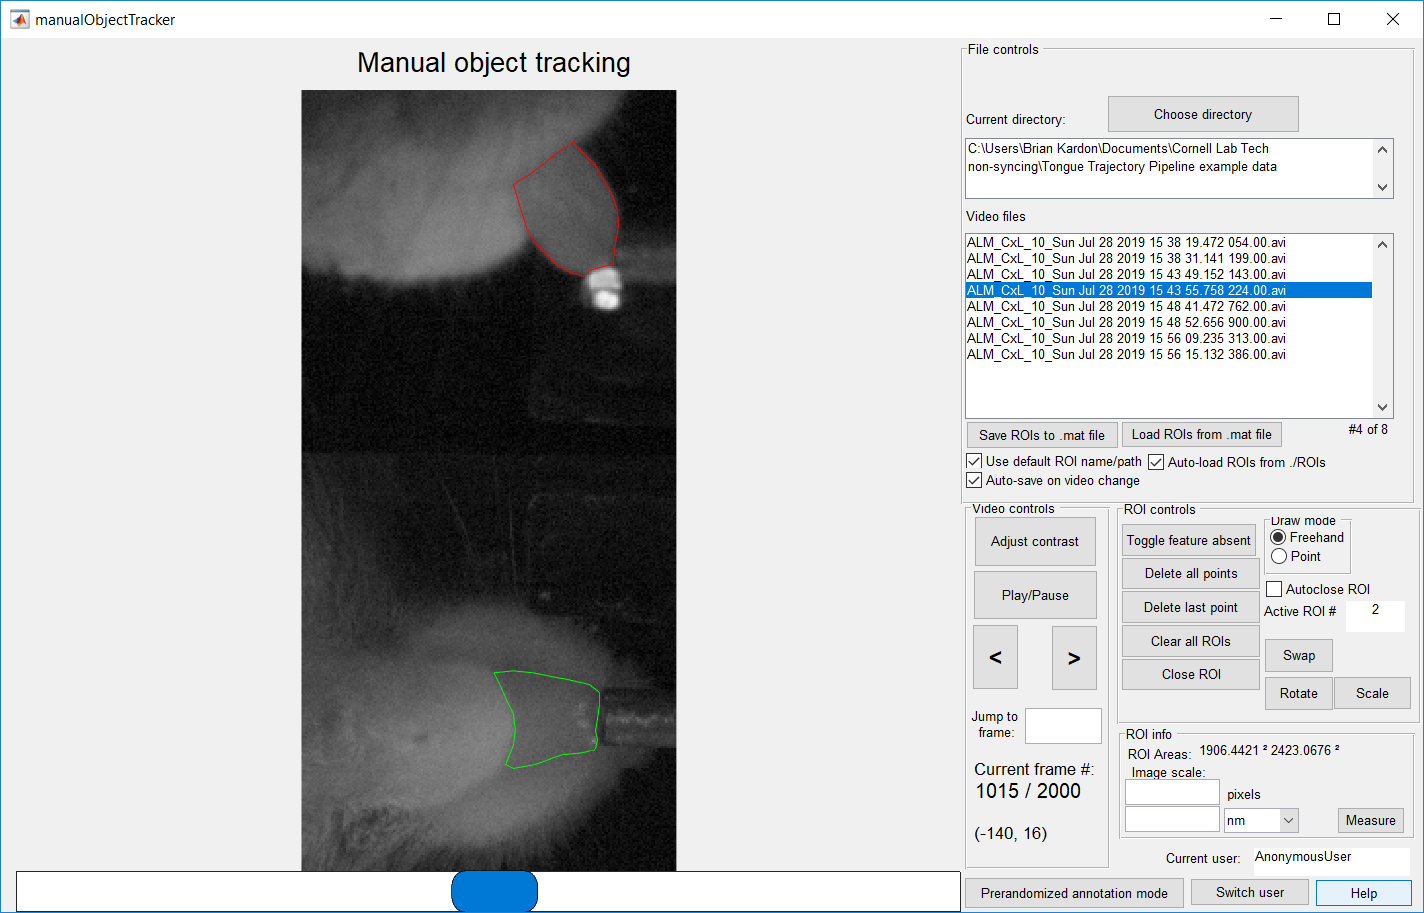 manualObjectTracker
Manual object tracking
File controls
Current directory:
Choose directory
C:\Users\Brian Kardon\Documents\Cornell Lab Tech
non-syncing\Tongue Trajectory Pipeline example data
Video files
ALM_CxL_10_Sun Jul 28 2019 15 38 19.472 054.00.avi
ALM_CxL_10_Sun Jul 28 2019 15 38 31.141 199.00.avi
ALM_CxL_10_Sun Jul 28 2019 15 43 49.152 143.00.avi
ALM_CxL_10_Sun Jul 28 2019 15 43 55.758 224.00.avi
ALM_CxL_10_Sun Jul 28 2019 15 48 41.472 762.00.avi
ALM_CxL_10_Sun Jul 28 2019 15 48 52.656 900.00.avi
ALM_CxL_10_Sun Jul 28 2019 15 56 09.235 313.00.avi
ALM_CxL_10_Sun Jul 28 2019 15 56 15.132 386.00.avi
Save ROIs to .mat file
Load ROIs from .mat file
#4 of 8
Use default ROI name/path
Auto-load ROIs from ./ROIs
Auto-save on video change
Video controls
Adjust contrast
Play/Pause
<
>
Jump to
frame:
Current frame #:
1015 / 2000
(-140, 16)
ROI controls
Toggle feature absent
Delete all points
Delete last point
Clear all ROIs
Close ROI
Draw mode
Freehand
Point
Autoclose ROI
Active ROI #
2
Swap
Rotate
Scale
ROI info
ROI Areas:
1906.4421 ² 2423.0676 ²
Image scale:
pixels
nm
Measure
Current user:
AnonymousUser
Prerandomized annotation mode
Switch user
Help